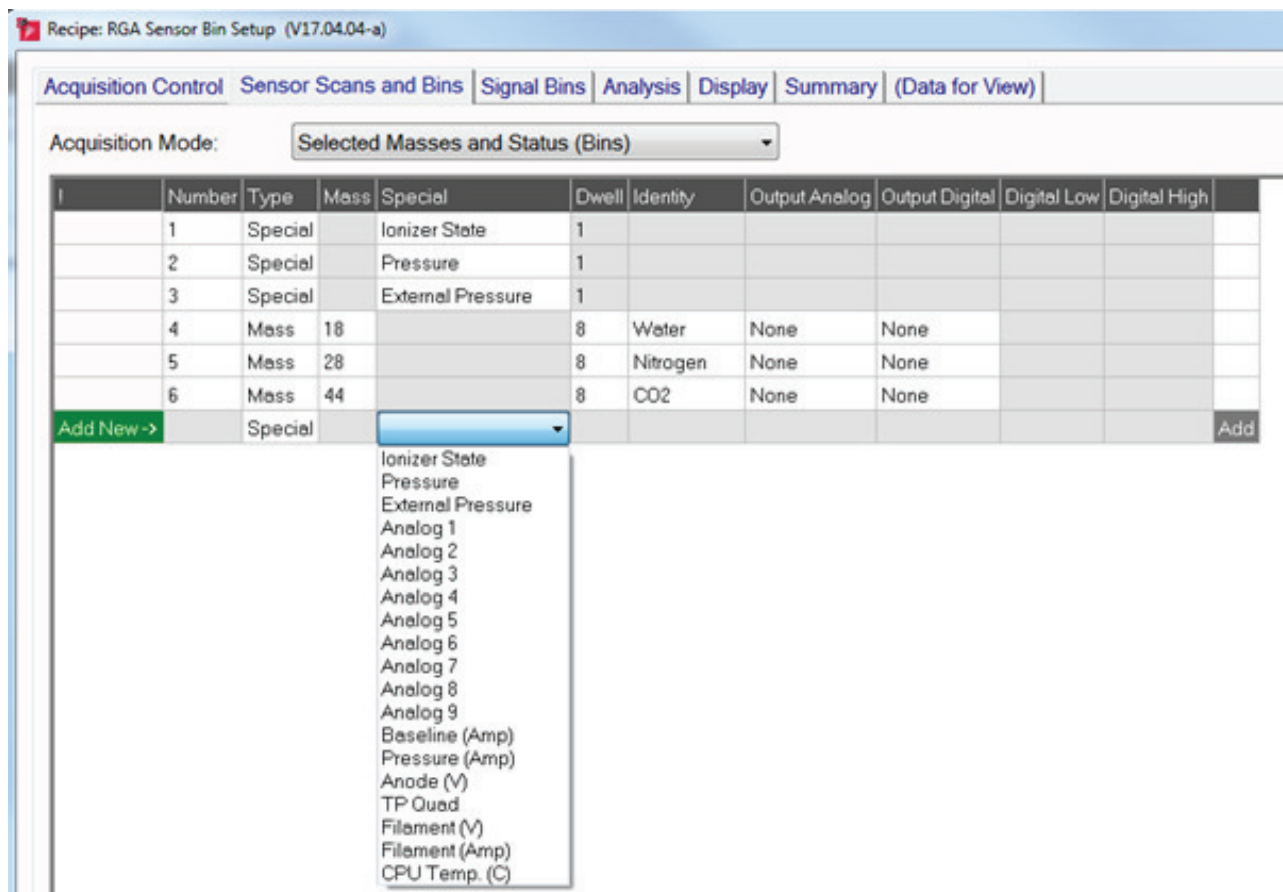 Recipe: RGA Sensor Bin Setup (V17.04.04-a)
Acquisition Control Sensor Scans and Bins Signal Bins Analysis Display Summary (Data for View)
Acquisition Mode: Selected Masses and Status (Bins)
! Number Type Mass Special Dwell Identity Output Analog Output Digital Digital Low Digital High
1 Special Ionizer State 1
2 Special Pressure 1
3 Special External Pressure 1
4 Mass 18 8 Water None None
5 Mass 28 8 Nitrogen None None
6 Mass 44 8 CO2 None None
Add New -> Special Add
Ionizer State
Pressure
External Pressure
Analog 1
Analog 2
Analog 3
Analog 4
Analog 5
Analog 6
Analog 7
Analog 8
Analog 9
Baseline (Amp)
Pressure (Amp)
Anode (V)
TP Quad
Filament (V)
Filament (Amp)
CPU Temp. (C)